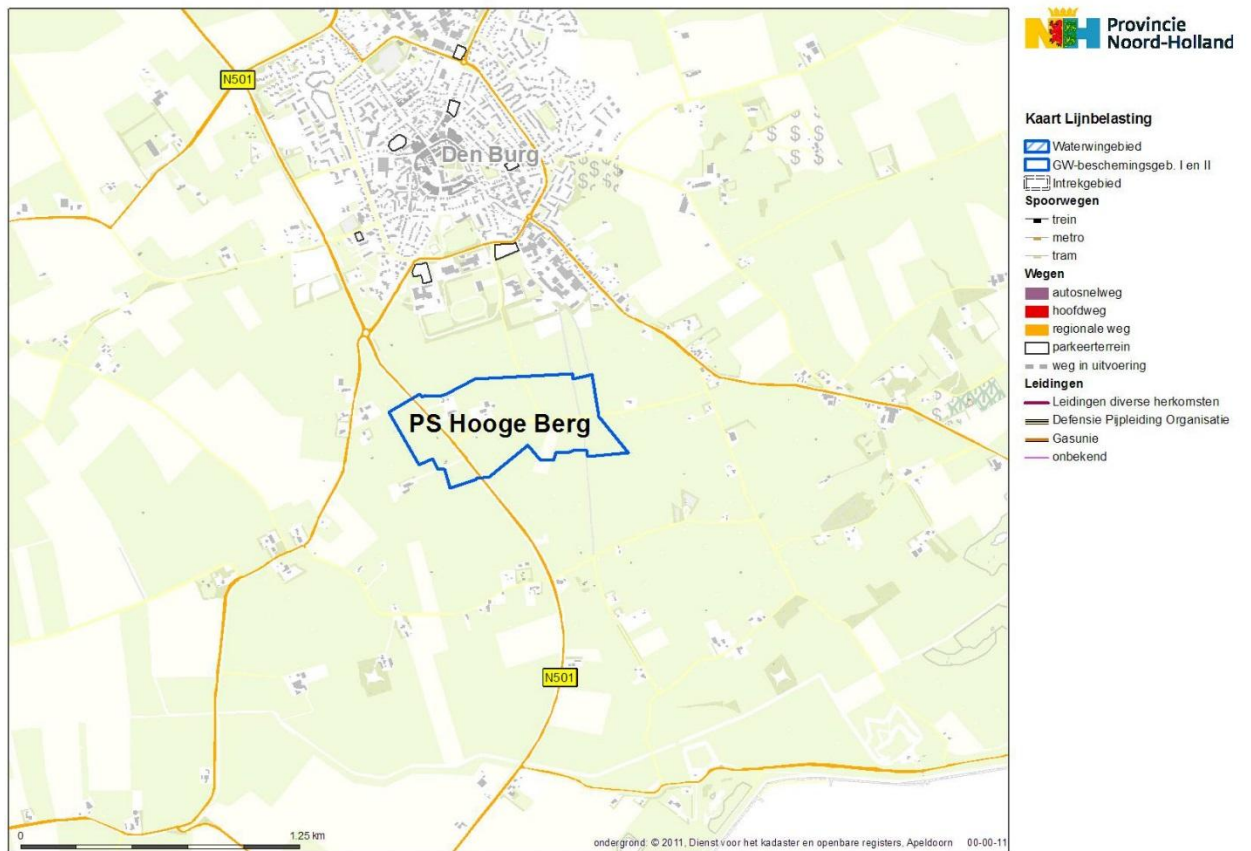 N501
Den Burg
PS Hooge Berg
N501
0 1.25 km
ondergrond: © 2011, Dienst voor het kadaster en openbare registers, Apeldoorn 00-00-11
NH Provincie
Noord-Holland
Kaart Lijnbelasting
Waterwingebied
GW-beschemingsgeb. I en II
Intrekgebied
Spoorwegen
trein
metro
tram
Wegen
autosnelweg
hoofdweg
regionale weg
parkeerterrein
weg in uitvoering
Leidingen
Leidingen diverse herkomsten
Defensie Pijpleiding Organisatie
Gasunie
onbekend